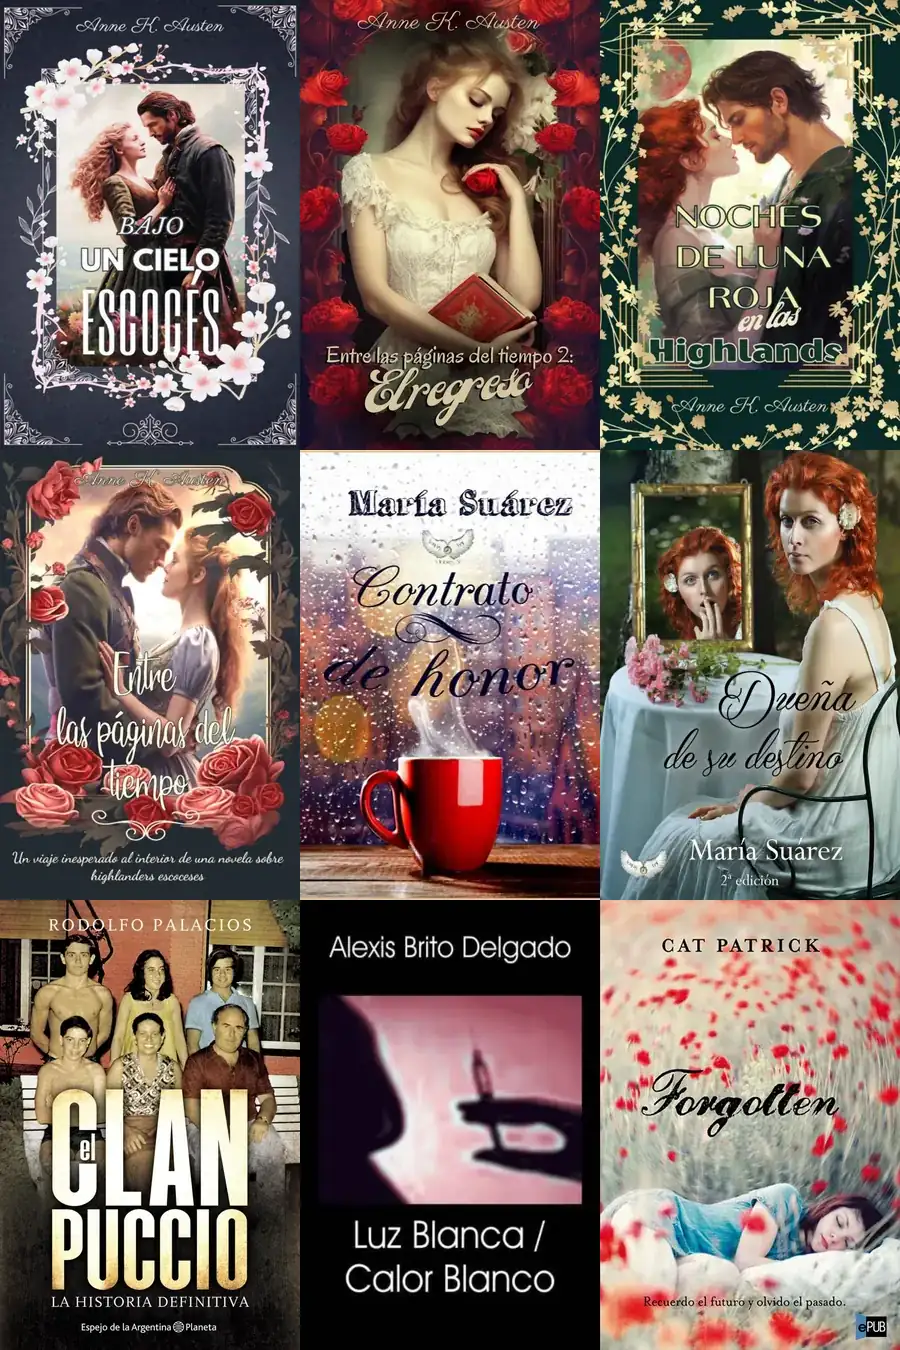 Anne K. Austen
BAJO
UN CIELO
ESCOCÉS
Anne K. Austen
Entre las páginas del tiempo 2:
El regreso
NOCHES
DE LUNA
ROJA
en las
Highlands
Anne K. Austen
Anne K. Austen
Entre
las páginas del
tiempo
Un viaje inesperado al interior de una novela sobre
highlanders escoceses
María Suárez
Contrato
de honor
Dueña
de su destino
María Suárez
2ª edición
RODOLFO PALACIOS
el
CLAN
PUCCIO
LA HISTORIA DEFINITIVA
Espejo de la Argentina Planeta
Alexis Brito Delgado
Luz Blanca /
Calor Blanco
CAT PATRICK
Forgotten
Recuerdo el futuro y olvido el pasado.
ePUB